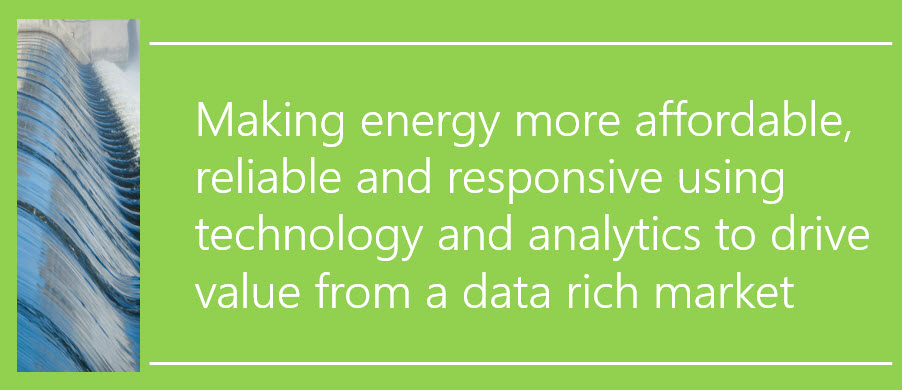 Making energy more affordable,
reliable and responsive using
technology and analytics to drive
value from a data rich market